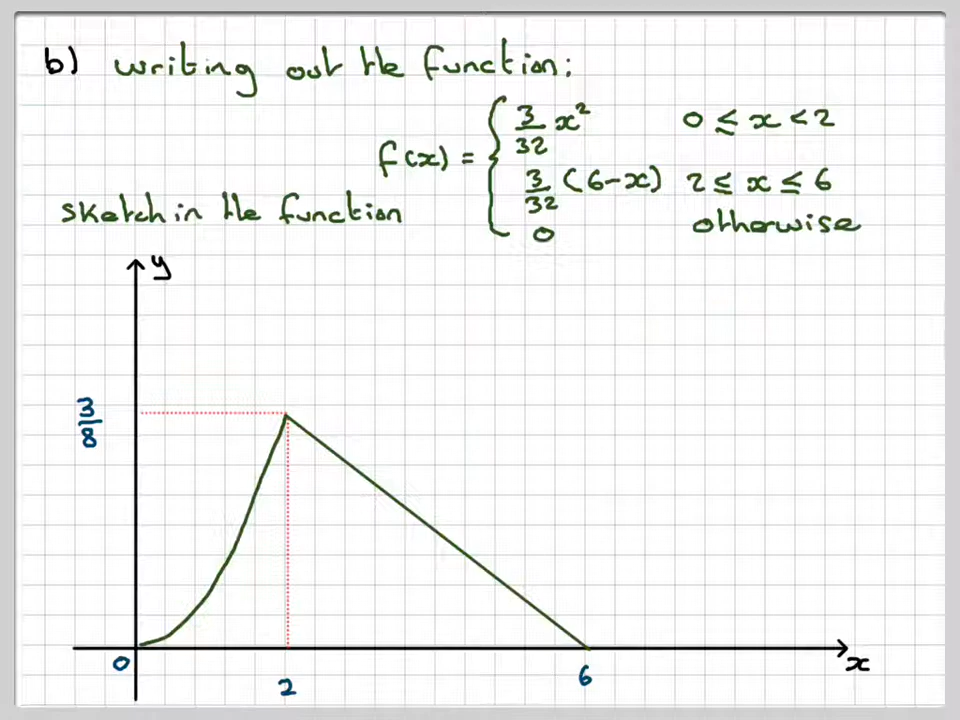 b) writing out the function:
f(x) = { 3/32 x² 0 ≤ x < 2
3/32 (6-x) 2 ≤ x ≤ 6
0 otherwise
sketch in the function
y
3/8
0
2
6
x